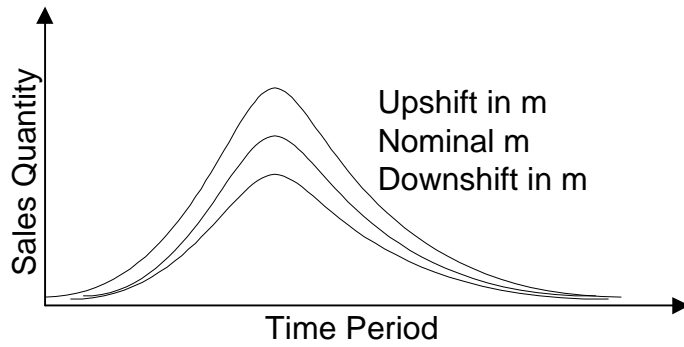 Sales Quantity
Upshift in m
Nominal m
Downshift in m
Time Period